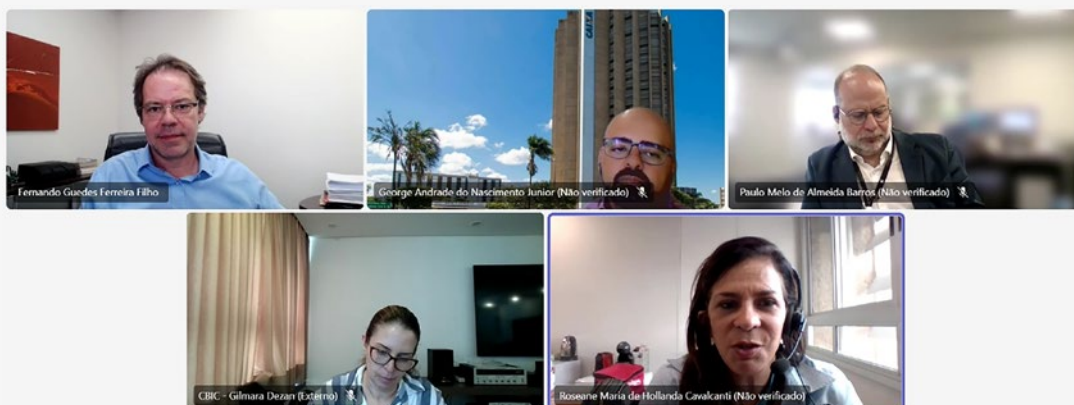 CAIXA
Fernando Guedes Ferreira Filho
George Andrade do Nascimento Junior (Não verificado)
Paulo Melo de Almeida Barros (Não verificado)
CBIC - Gilmara Dezan (Externo)
Roseane Maria de Hollanda Cavalcanti (Não verificado)